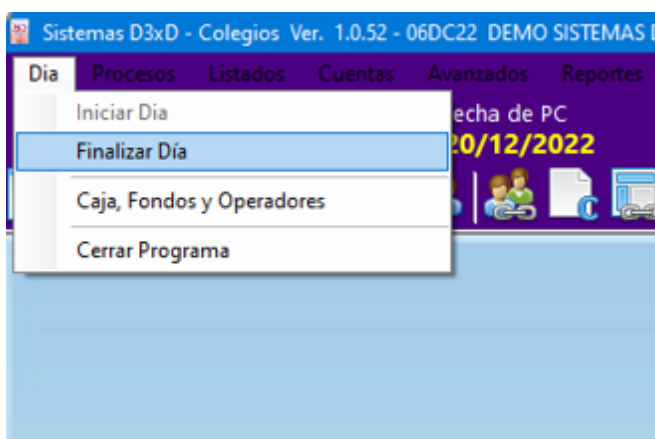 Sistemas D3xD - Colegios Ver. 1.0.52 - 06DC22 DEMO SISTEMAS
Dia Procesos Listados Cuentas Avanzados Reportes
Iniciar Dia
echa de PC
Finalizar Día
20/12/2022
Caja, Fondos y Operadores
Cerrar Programa